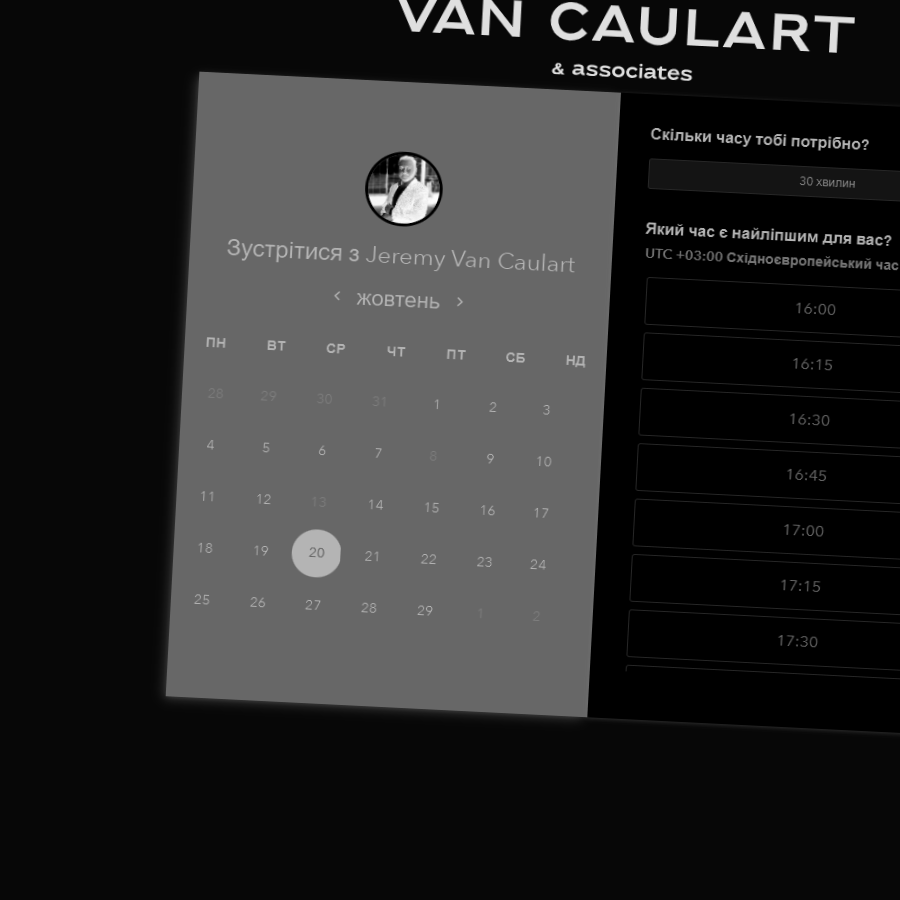 VAN CAULART
& associates
Зустрітися з Jeremy Van Caulart
жовтень
ПН ВТ СР ЧТ ПТ СБ НД
28 29 30 31 1 2 3
4 5 6 7 8 9 10
11 12 13 14 15 16 17
18 19 20 21 22 23 24
25 26 27 28 29 1 2
Скільки часу тобі потрібно?
30 хвилин
Який час є найліпшим для вас?
UTC +03:00 Східноєвропейський час
16:00
16:15
16:30
16:45
17:00
17:15
17:30